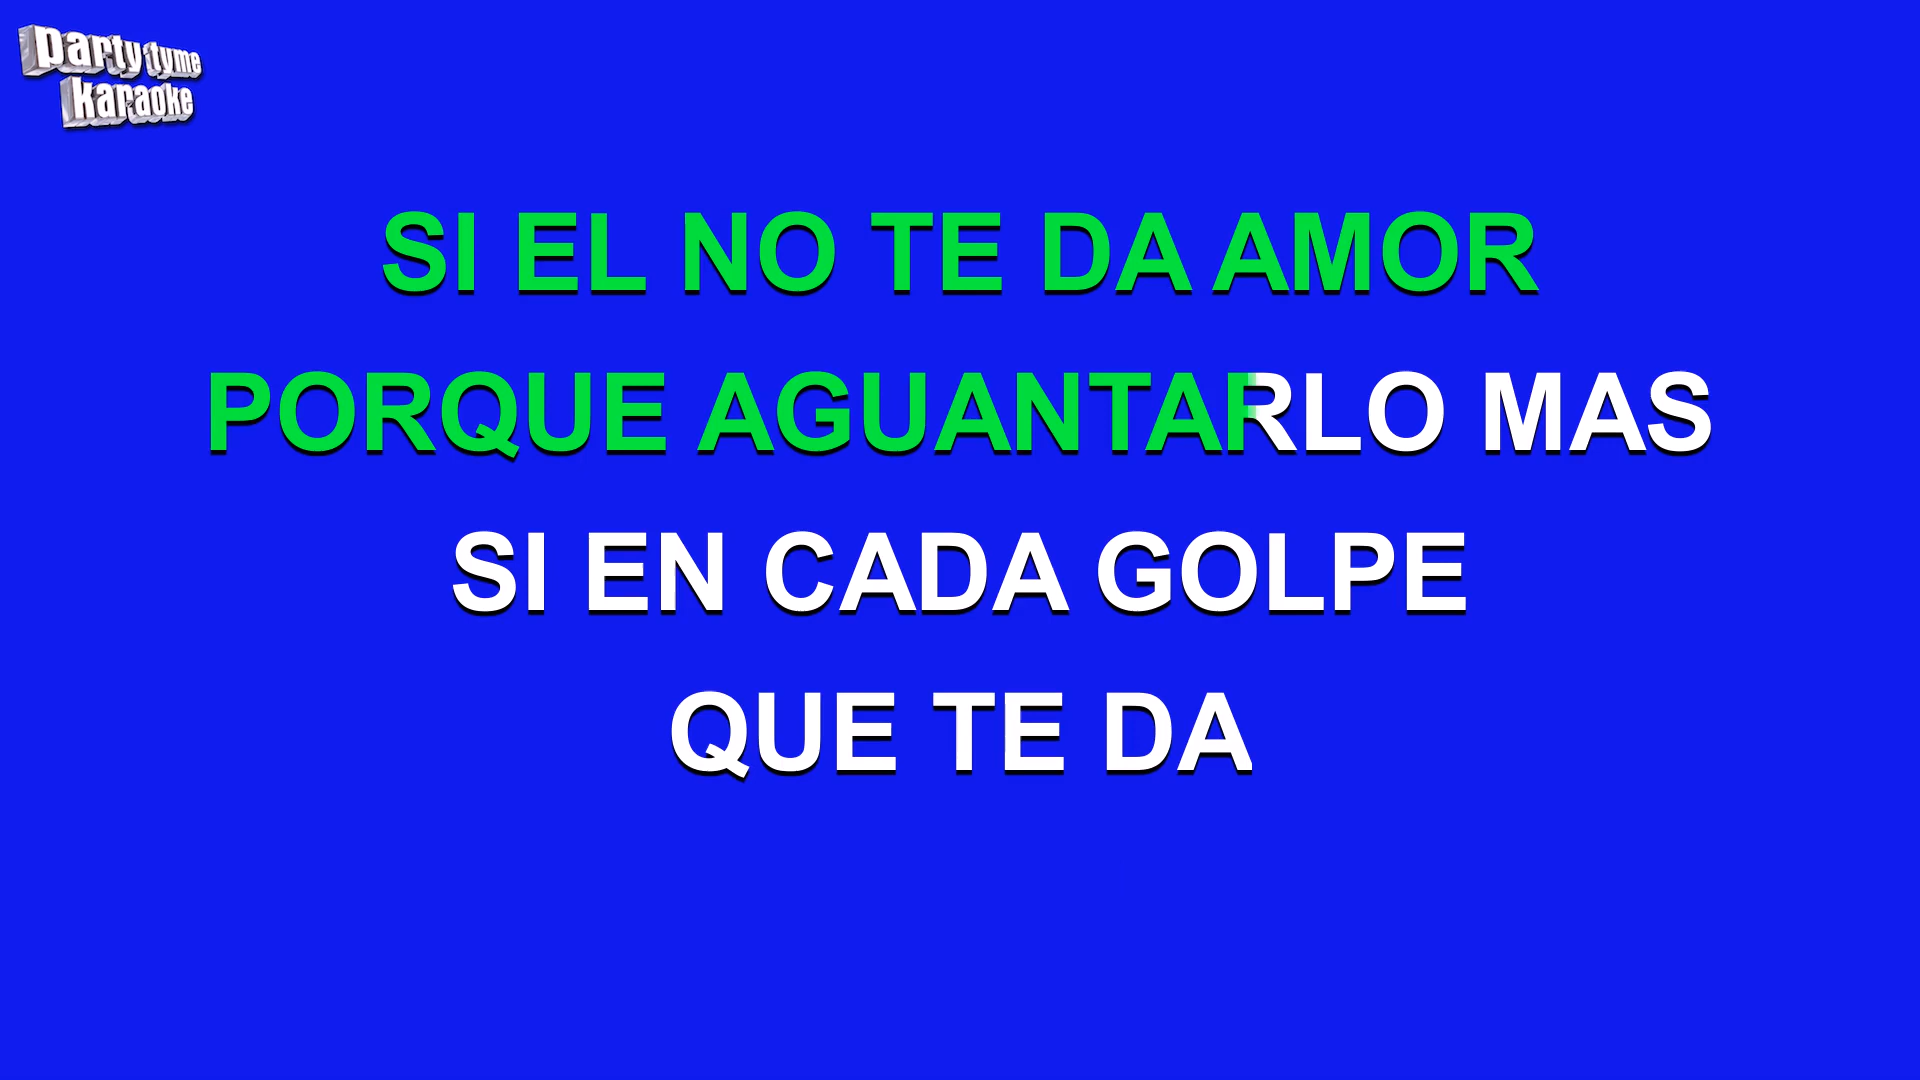 party tyme
karaoke
SI EL NO TE DA AMOR
PORQUE AGUANTARLO MAS
SI EN CADA GOLPE
QUE TE DA